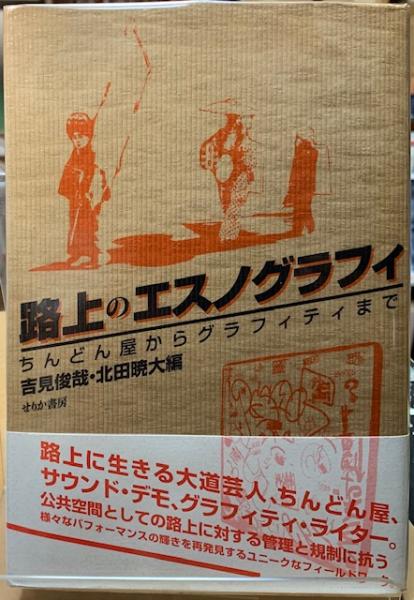 路上のエスノグラフィ
ちんどん屋からグラフィティまで
吉見俊哉・北田暁大編
せりか書房
路上に生きる大道芸人、ちんどん屋、
サウンド・デモ、グラフィティ・ライター。
公共空間としての路上に対する管理と規制に抗う
様々なパフォーマンスの輝きを再発見するユニークなフィールドワーク。